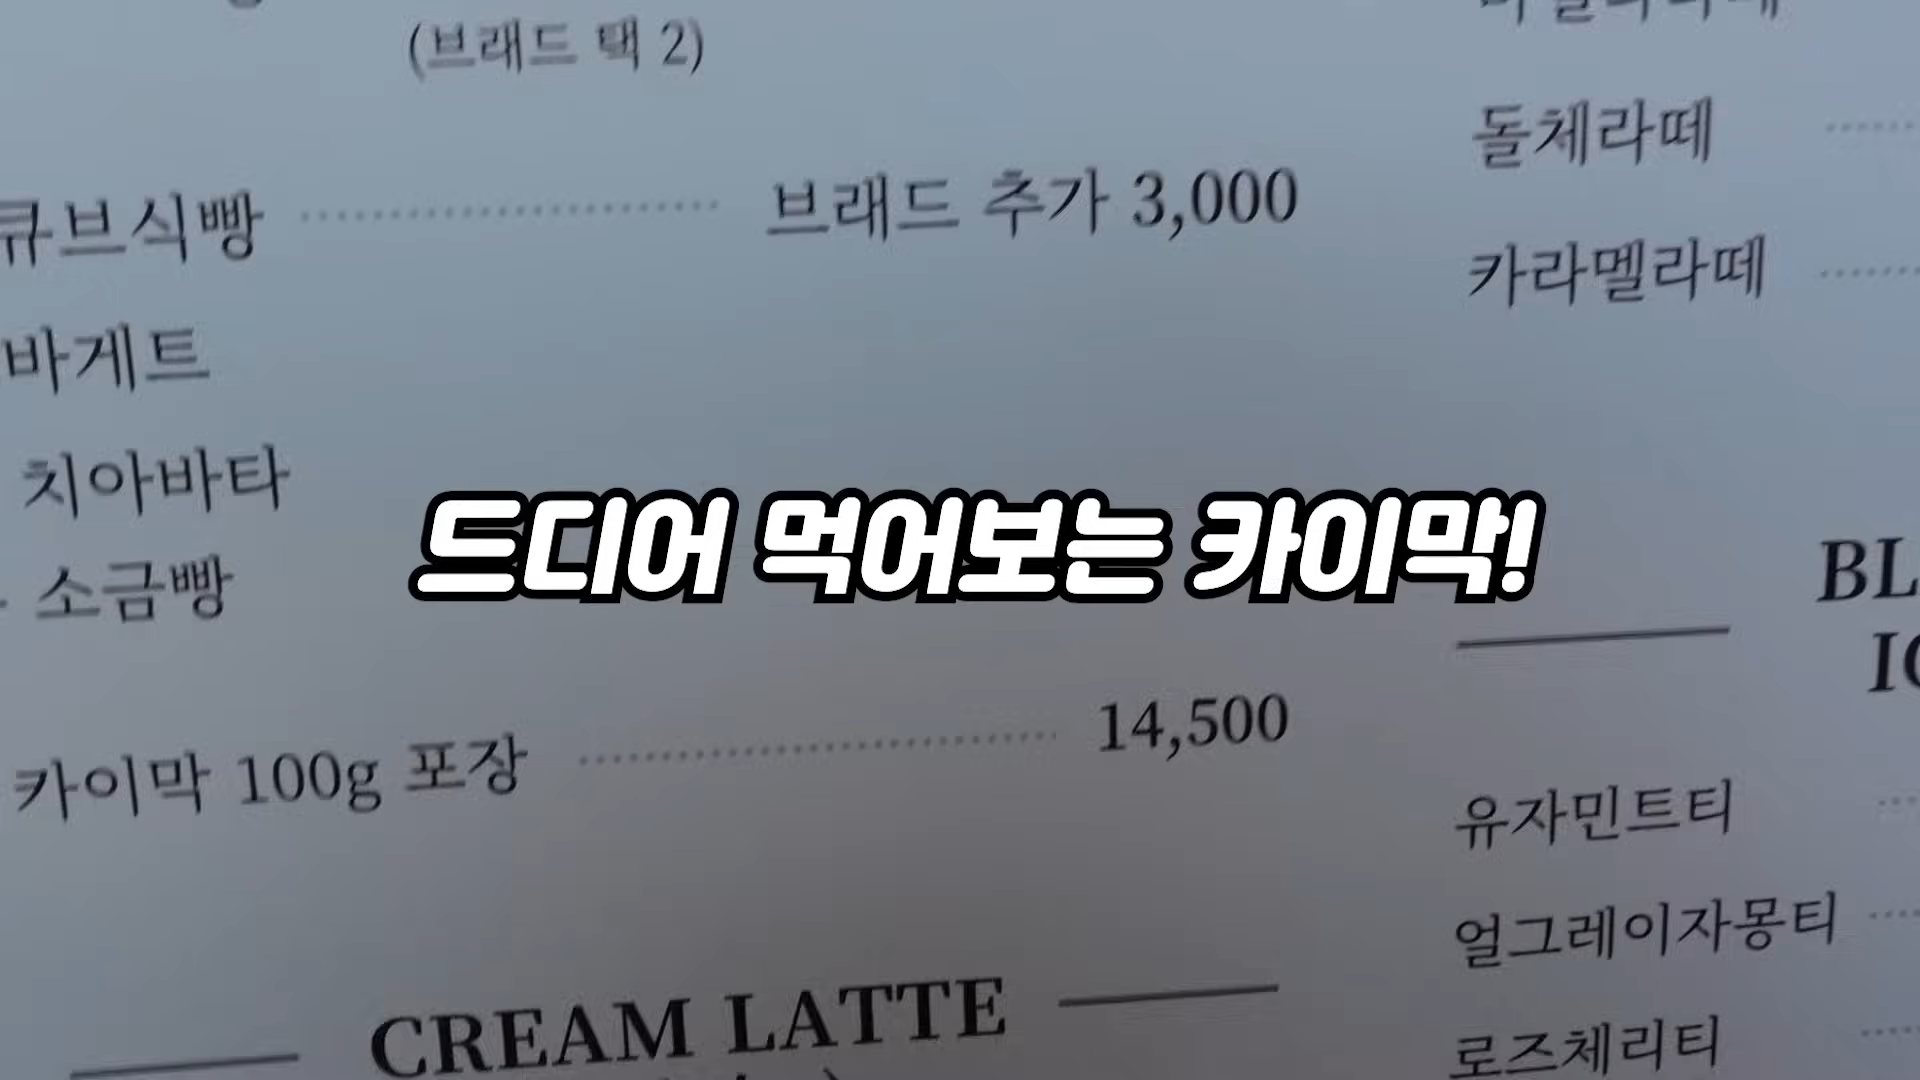 (브래드 택 2)
큐브식빵 브래드 추가 3,000
바게트
치아바타
소금빵
카이막 100g 포장 14,500
CREAM LATTE
돌체라떼
카라멜라떼
유자민트티
얼그레이자몽티
로즈체리티
드디어 먹어보는 카이막!